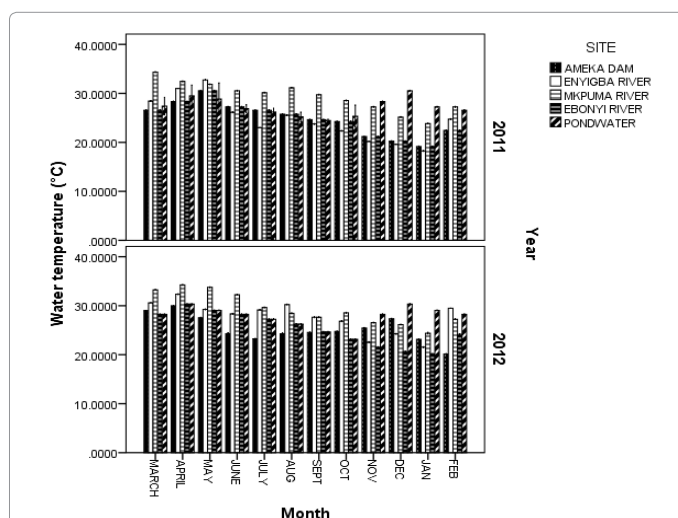 SITE
AMEKA DAM
ENYIGBA RIVER
MKPUMA RIVER
EBONYI RIVER
PONDWATER
40.0000
30.0000
20.0000
10.0000
.0000
2011
40.0000
30.0000
20.0000
10.0000
.0000
2012
Water temperature (°C)
Year
MARCH
APRIL
MAY
JUNE
JULY
AUG
SEPT
OCT
NOV
DEC
JAN
FEB
Month